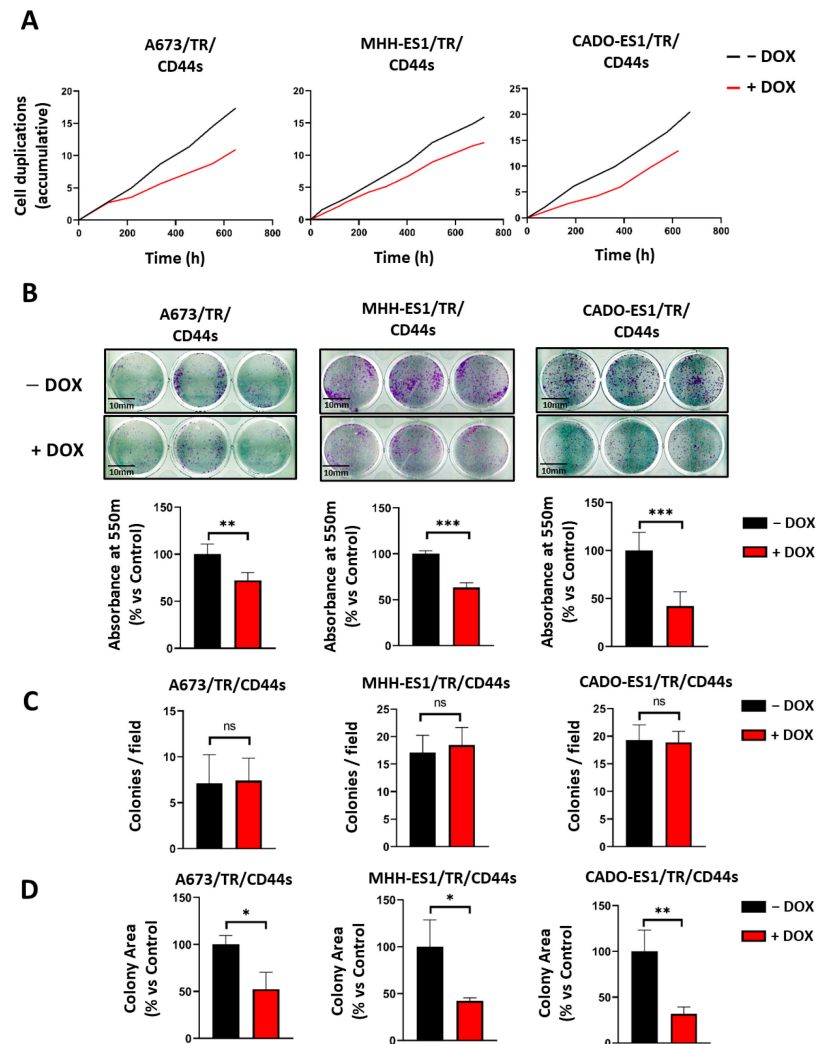 A
A673/TR/
CD44s
MHH-ES1/TR/
CD44s
CADO-ES1/TR/
CD44s
– DOX
+ DOX
Cell duplications
(accumulative)
20
15
10
5
0
0 200 400 600 800
Time (h)
20
15
10
5
0
0 200 400 600 800
Time (h)
25
20
15
10
5
0
0 200 400 600 800
Time (h)
B
A673/TR/
CD44s
MHH-ES1/TR/
CD44s
CADO-ES1/TR/
CD44s
– DOX
10mm
10mm
10mm
+ DOX
10mm
10mm
10mm
Absorbance at 550m
(% vs Control)
150
100
50
0
**
Absorbance at 550m
(% vs Control)
150
100
50
0
***
Absorbance at 550m
(% vs Control)
150
100
50
0
***
– DOX
+ DOX
C
A673/TR/CD44s
Colonies / field
15
10
5
0
ns
MHH-ES1/TR/CD44s
Colonies / field
25
20
15
10
5
0
ns
CADO-ES1/TR/CD44s
Colonies / field
25
20
15
10
5
0
ns
– DOX
+ DOX
D
A673/TR/CD44s
Colony Area
(% vs Control)
150
100
50
0
*
MHH-ES1/TR/CD44s
Colony Area
(% vs Control)
150
100
50
0
*
CADO-ES1/TR/CD44s
Colony Area
(% vs Control)
150
100
50
0
**
– DOX
+ DOX